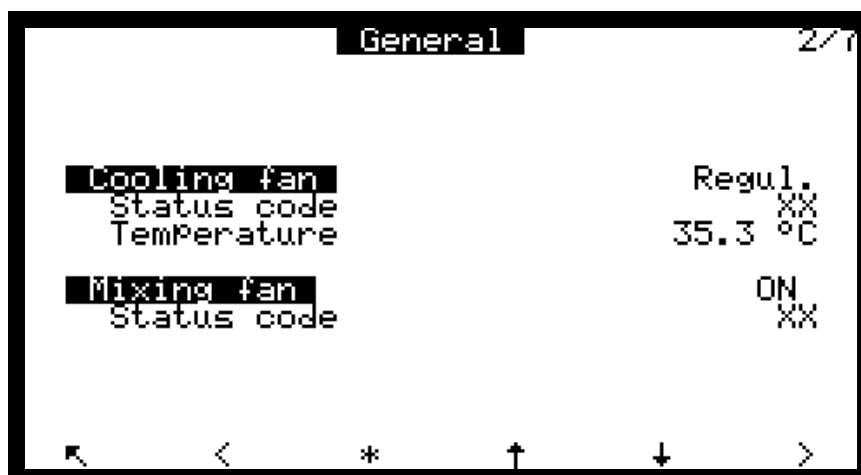 General 2/7
Cooling fan Regul.
Status code XX
Temperature 35.3 °C
Mixing fan ON
Status code XX
↖ < * ↑ ↓ >